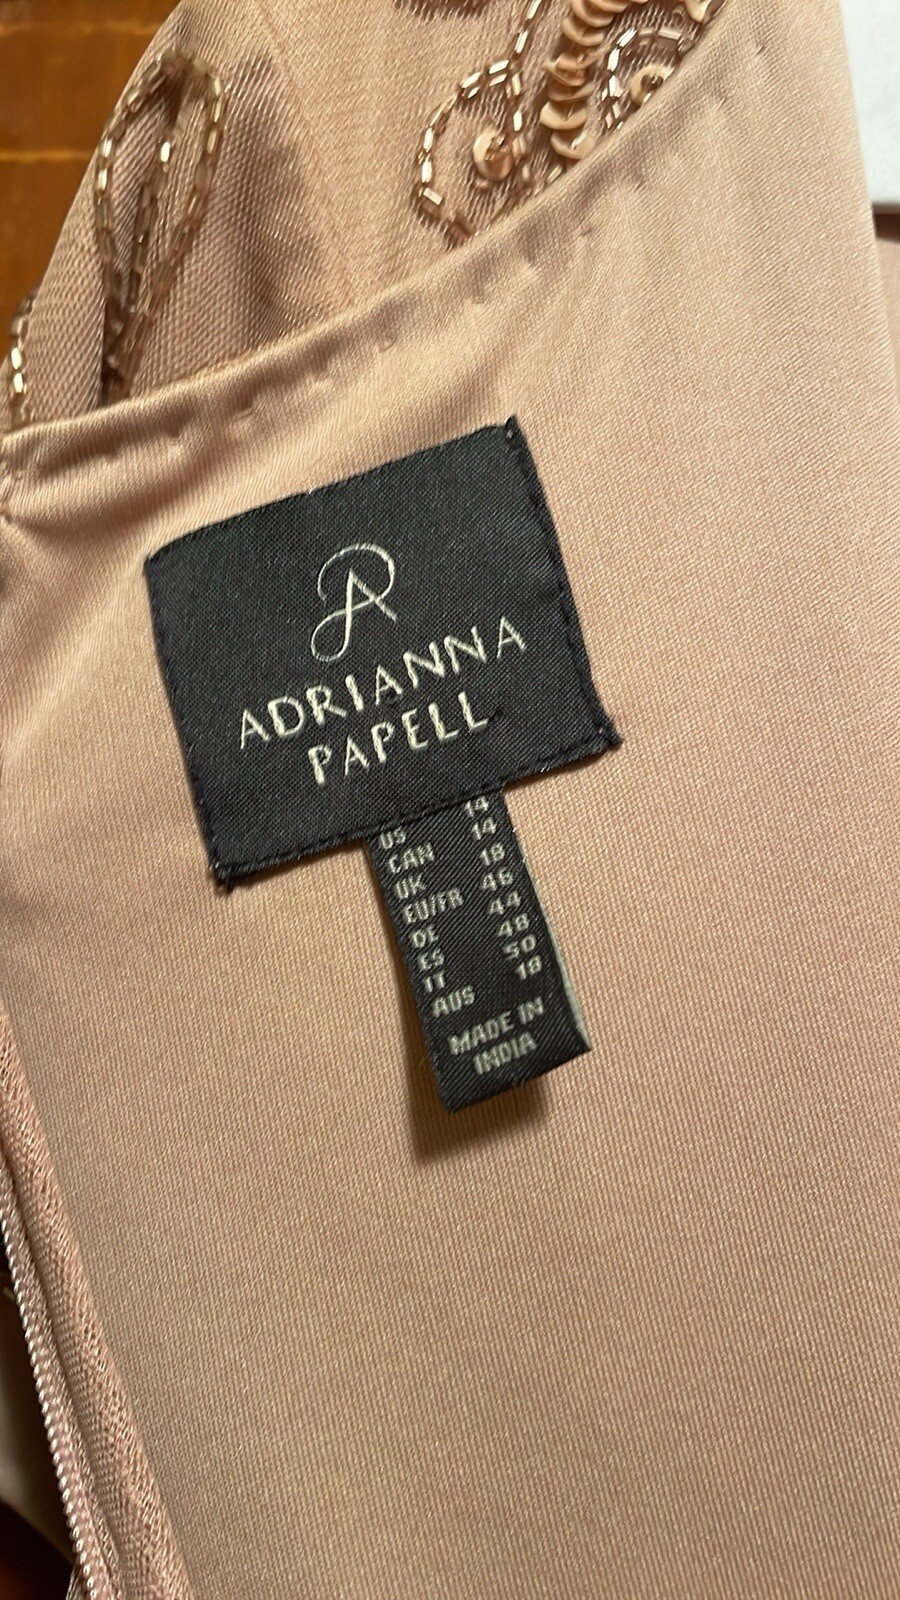 ADRIANNA
PAPELL
US 14
CAN 14
UK 18
EU/FR 46
DE 44
ES 48
IT 50
AUS 18
MADE IN
INDIA